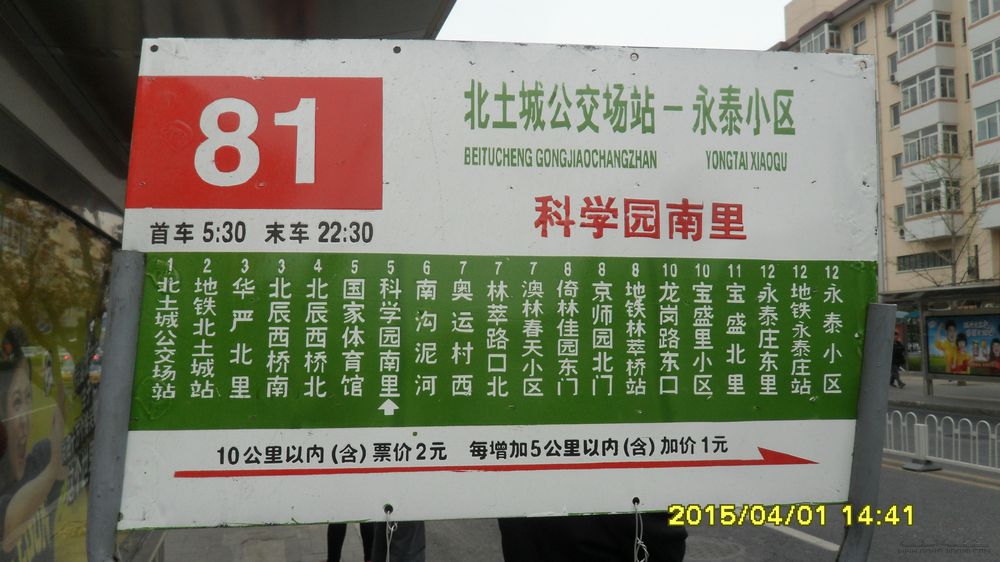 81
北土城公交场站－永泰小区
BEITUCHENG GONGJIAOCHANGZHAN YONGTAI XIAOQU
科学园南里
首车 5:30 末车 22:30
1 北土城公交场站
2 地铁北土城站
3 华严北里
3 北辰西桥南
4 北辰西桥北
5 国家体育馆
5 科学园南里
6 南沟泥河
7 奥运村西
7 林萃路口北
7 澳林春天小区
8 倚林佳园东门
8 京师园北门
8 地铁林萃桥站
10 龙岗路东口
10 宝盛里小区
11 宝盛北里
12 永泰庄东里
12 地铁永泰庄站
12 永泰小区
10公里以内(含)票价2元 每增加5公里以内(含)加价1元
2015/04/01 14:41